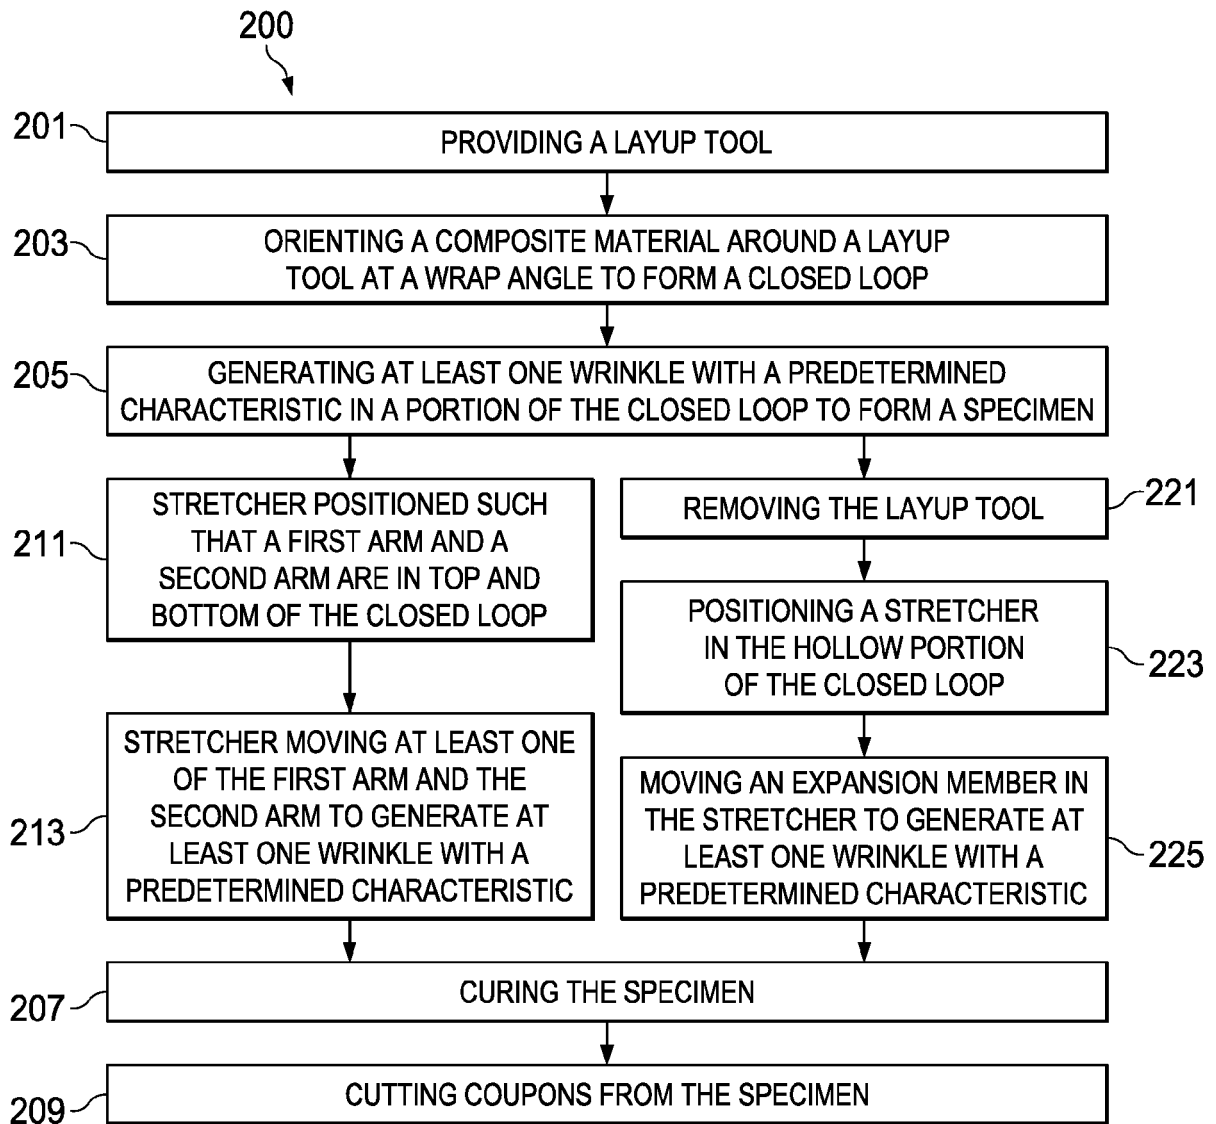 200
201
PROVIDING A LAYUP TOOL
203
ORIENTING A COMPOSITE MATERIAL AROUND A LAYUP
TOOL AT A WRAP ANGLE TO FORM A CLOSED LOOP
205
GENERATING AT LEAST ONE WRINKLE WITH A PREDETERMINED
CHARACTERISTIC IN A PORTION OF THE CLOSED LOOP TO FORM A SPECIMEN
211
STRETCHER POSITIONED SUCH
THAT A FIRST ARM AND A
SECOND ARM ARE IN TOP AND
BOTTOM OF THE CLOSED LOOP
213
STRETCHER MOVING AT LEAST ONE
OF THE FIRST ARM AND THE
SECOND ARM TO GENERATE AT
LEAST ONE WRINKLE WITH A
PREDETERMINED CHARACTERISTIC
REMOVING THE LAYUP TOOL
221
POSITIONING A STRETCHER
IN THE HOLLOW PORTION
OF THE CLOSED LOOP
223
MOVING AN EXPANSION MEMBER IN
THE STRETCHER TO GENERATE AT
LEAST ONE WRINKLE WITH A
PREDETERMINED CHARACTERISTIC
225
207
CURING THE SPECIMEN
209
CUTTING COUPONS FROM THE SPECIMEN